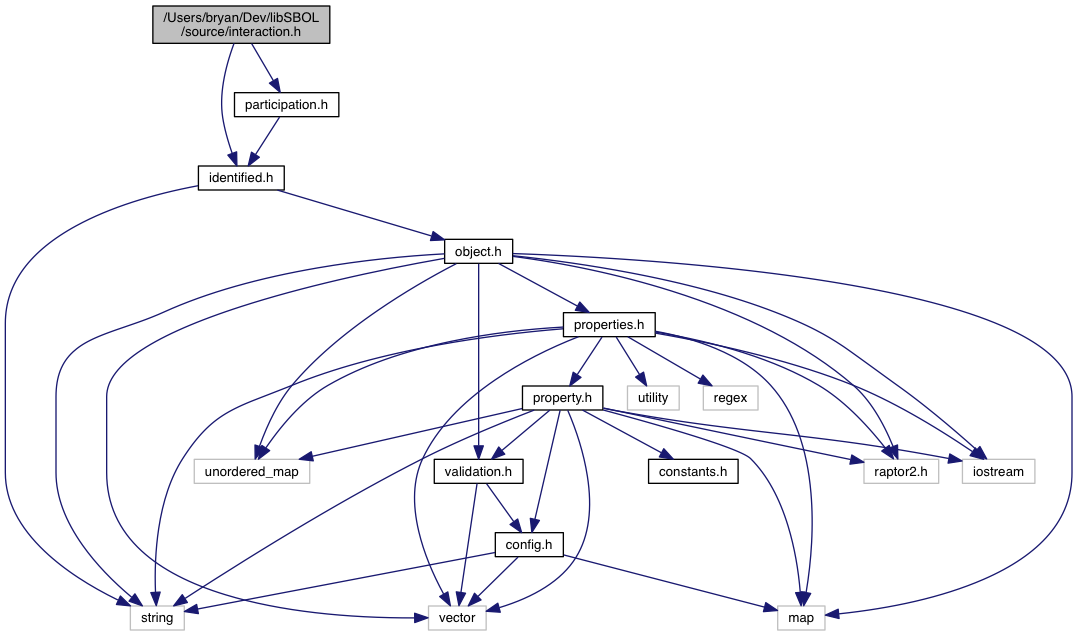 /Users/bryan/Dev/libSBOL
/source/interaction.h
participation.h
identified.h
object.h
properties.h
property.h
utility
regex
unordered_map
validation.h
constants.h
raptor2.h
iostream
config.h
string
vector
map